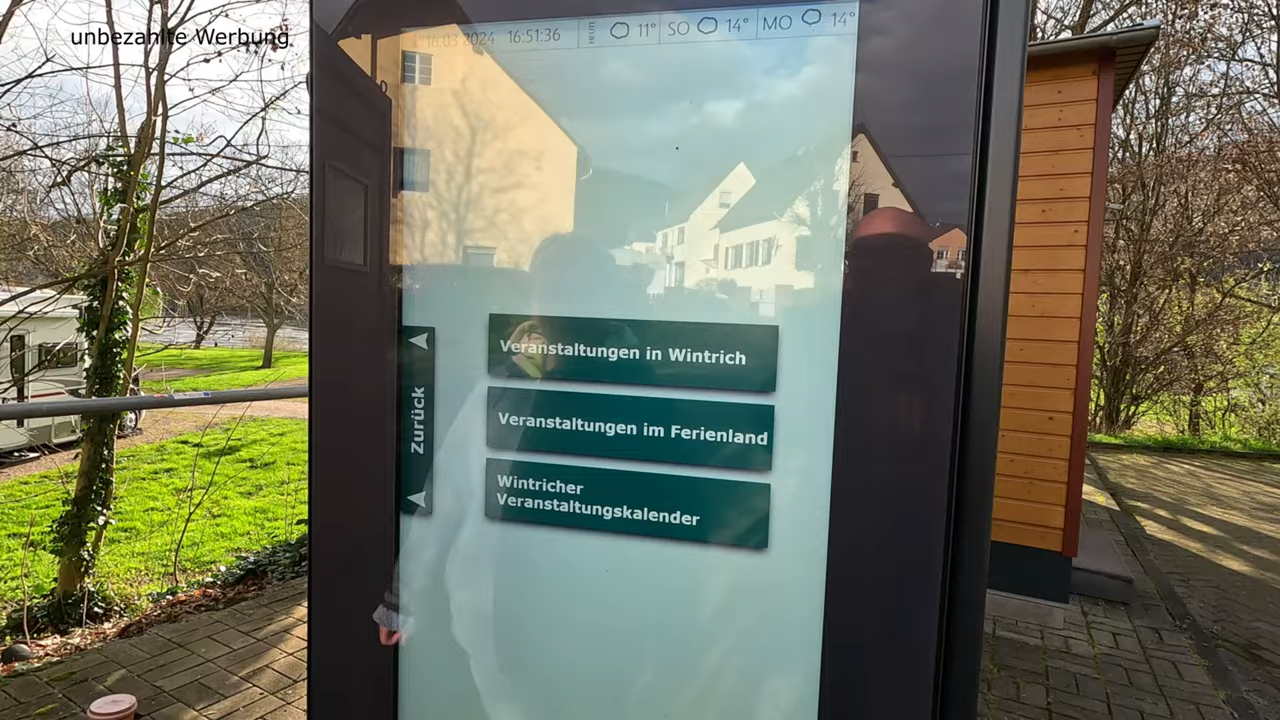 unbezahlte Werbung
16.03.2024 16:51:36 HEUTE 11° SO 14° MO 14°
Veranstaltungen in Wintrich
Zurück
Veranstaltungen im Ferienland
Wintricher
Veranstaltungskalender